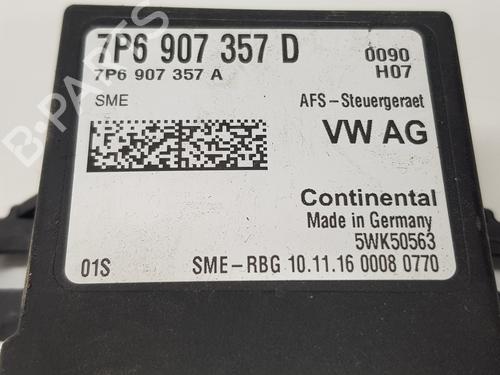 7P6 907 357 D
0090
7P6 907 357 A
H07
SME
AFS-Steuergeraet
VW AG
Continental
Made in Germany
5WK50563
01S
SME-RBG 10.11.16 0008 0770
B-PARTS